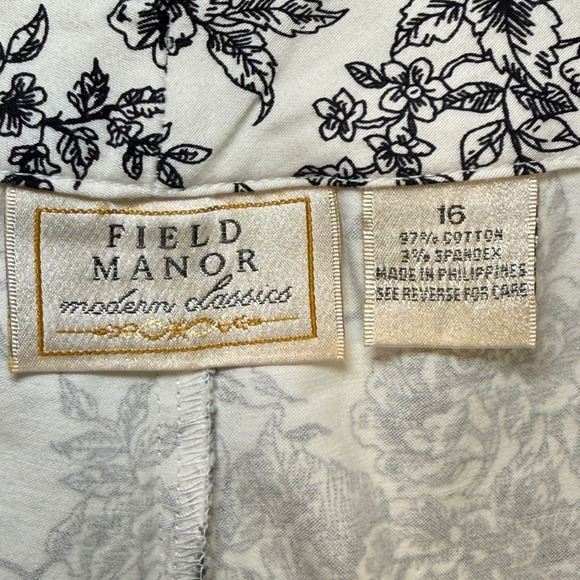 FIELD
MANOR
modern classics
16
97% COTTON
3% SPANDEX
MADE IN PHILIPPINES
SEE REVERSE FOR CARE